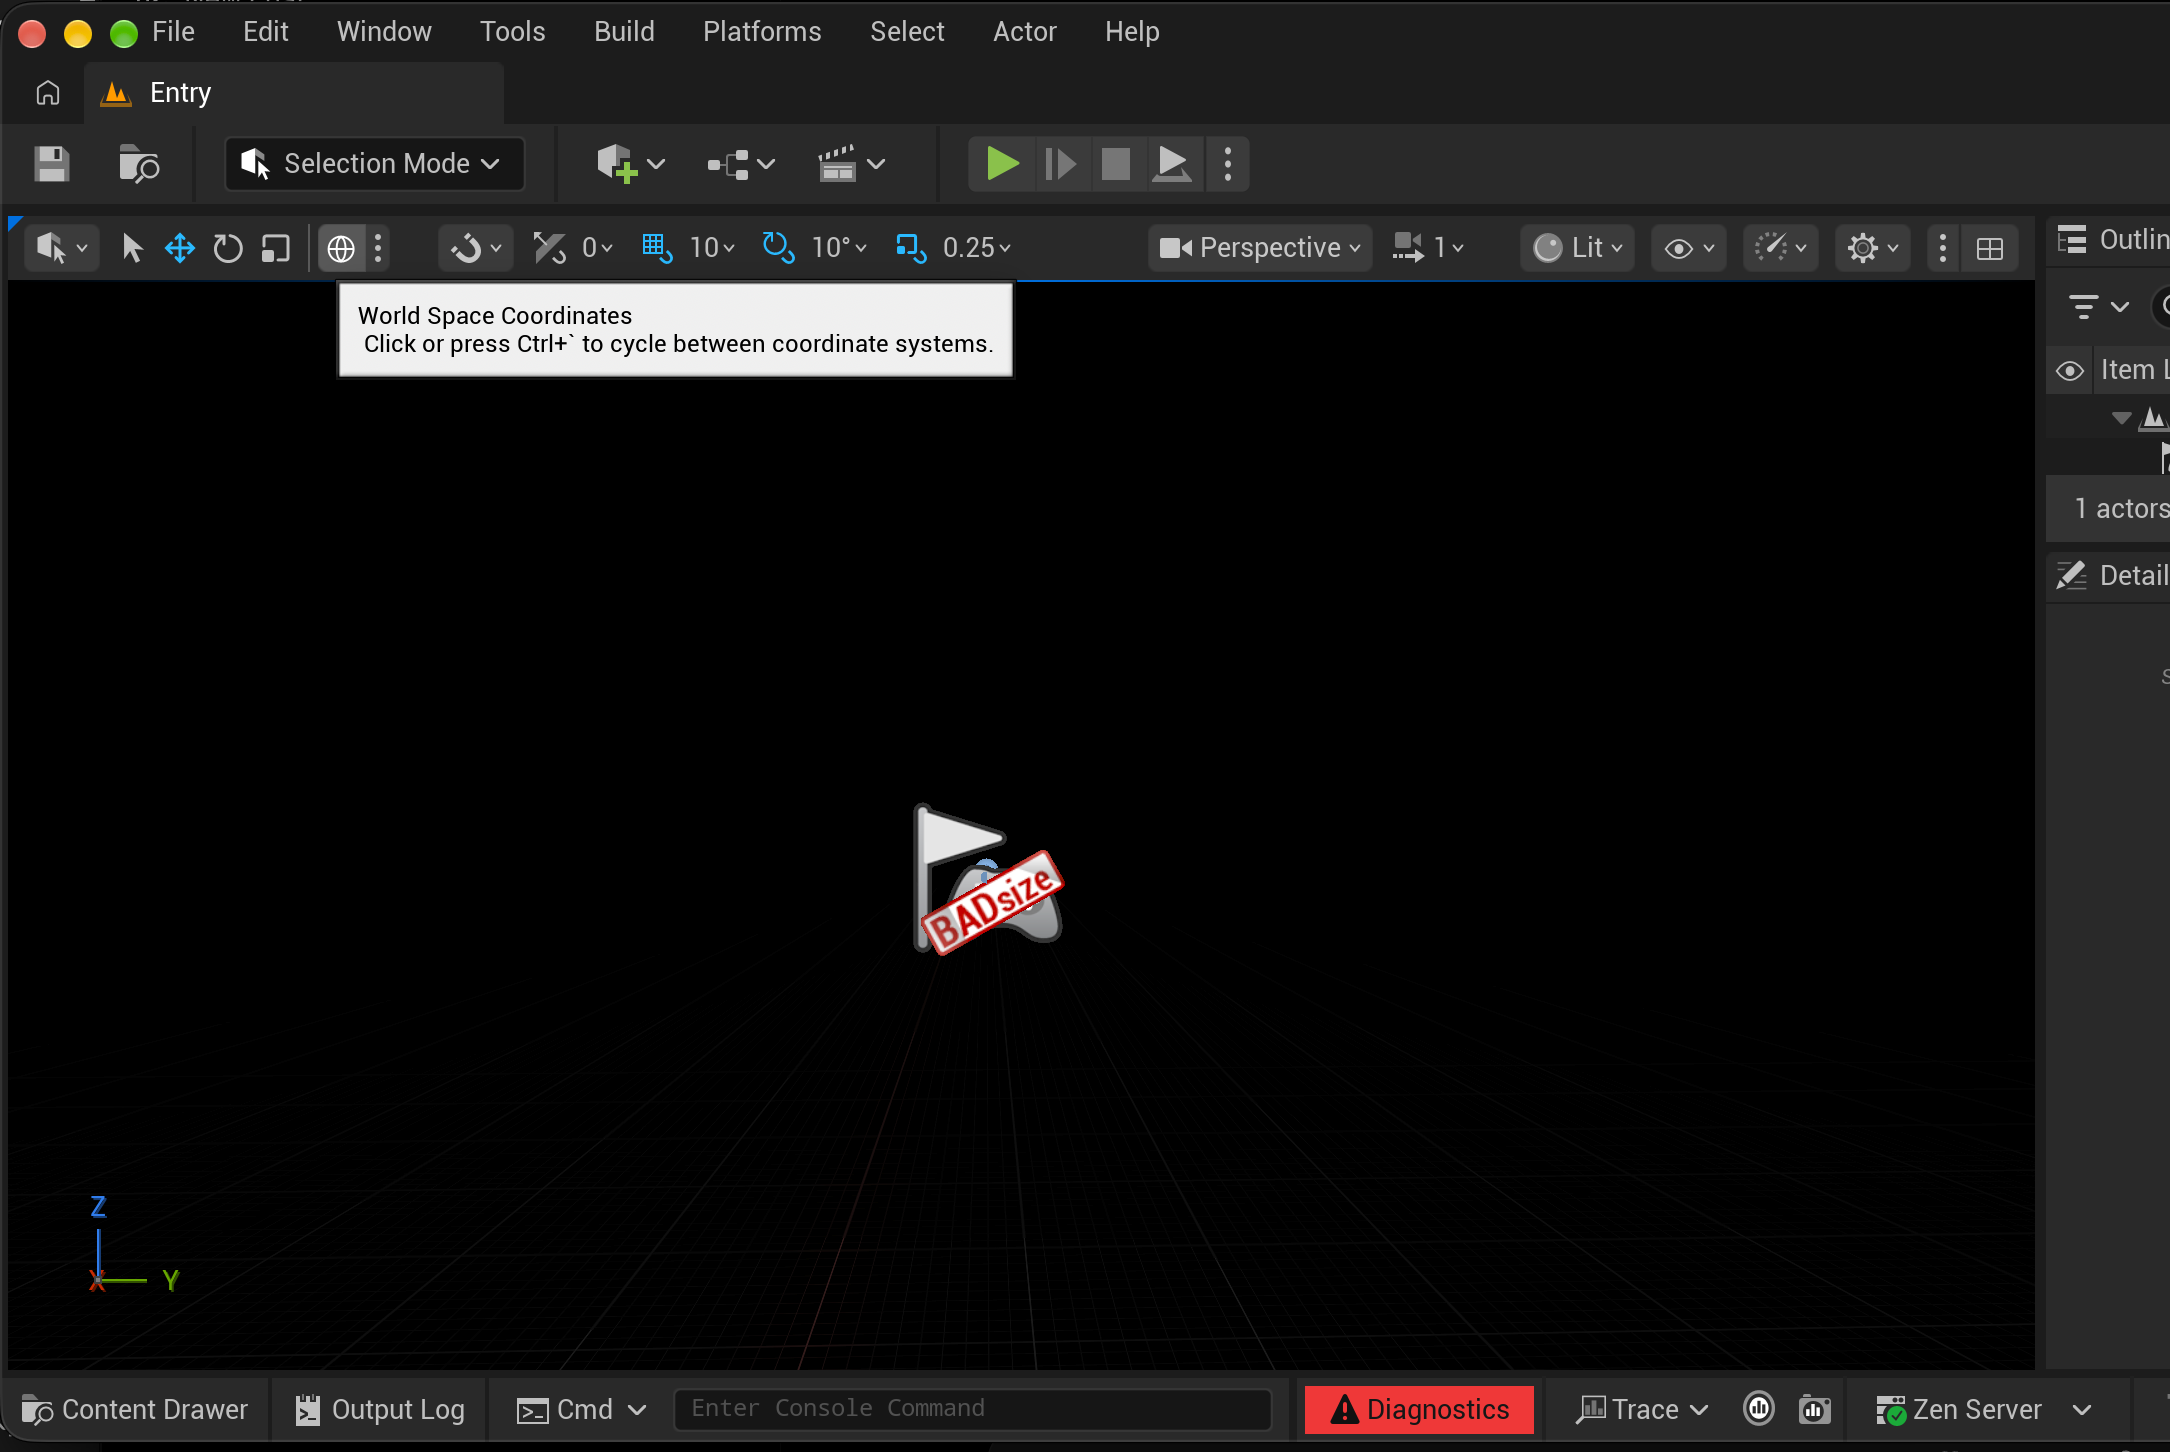 File Edit Window Tools Build Platforms Select Actor Help
Entry
Selection Mode
0 10 10° 0.25 Perspective 1 Lit
Outlin
World Space Coordinates
Click or press Ctrl+` to cycle between coordinate systems.
Item L
1 actors
Detail
BADsize
Z
X Y
Content Drawer Output Log Cmd Enter Console Command Diagnostics Trace Zen Server